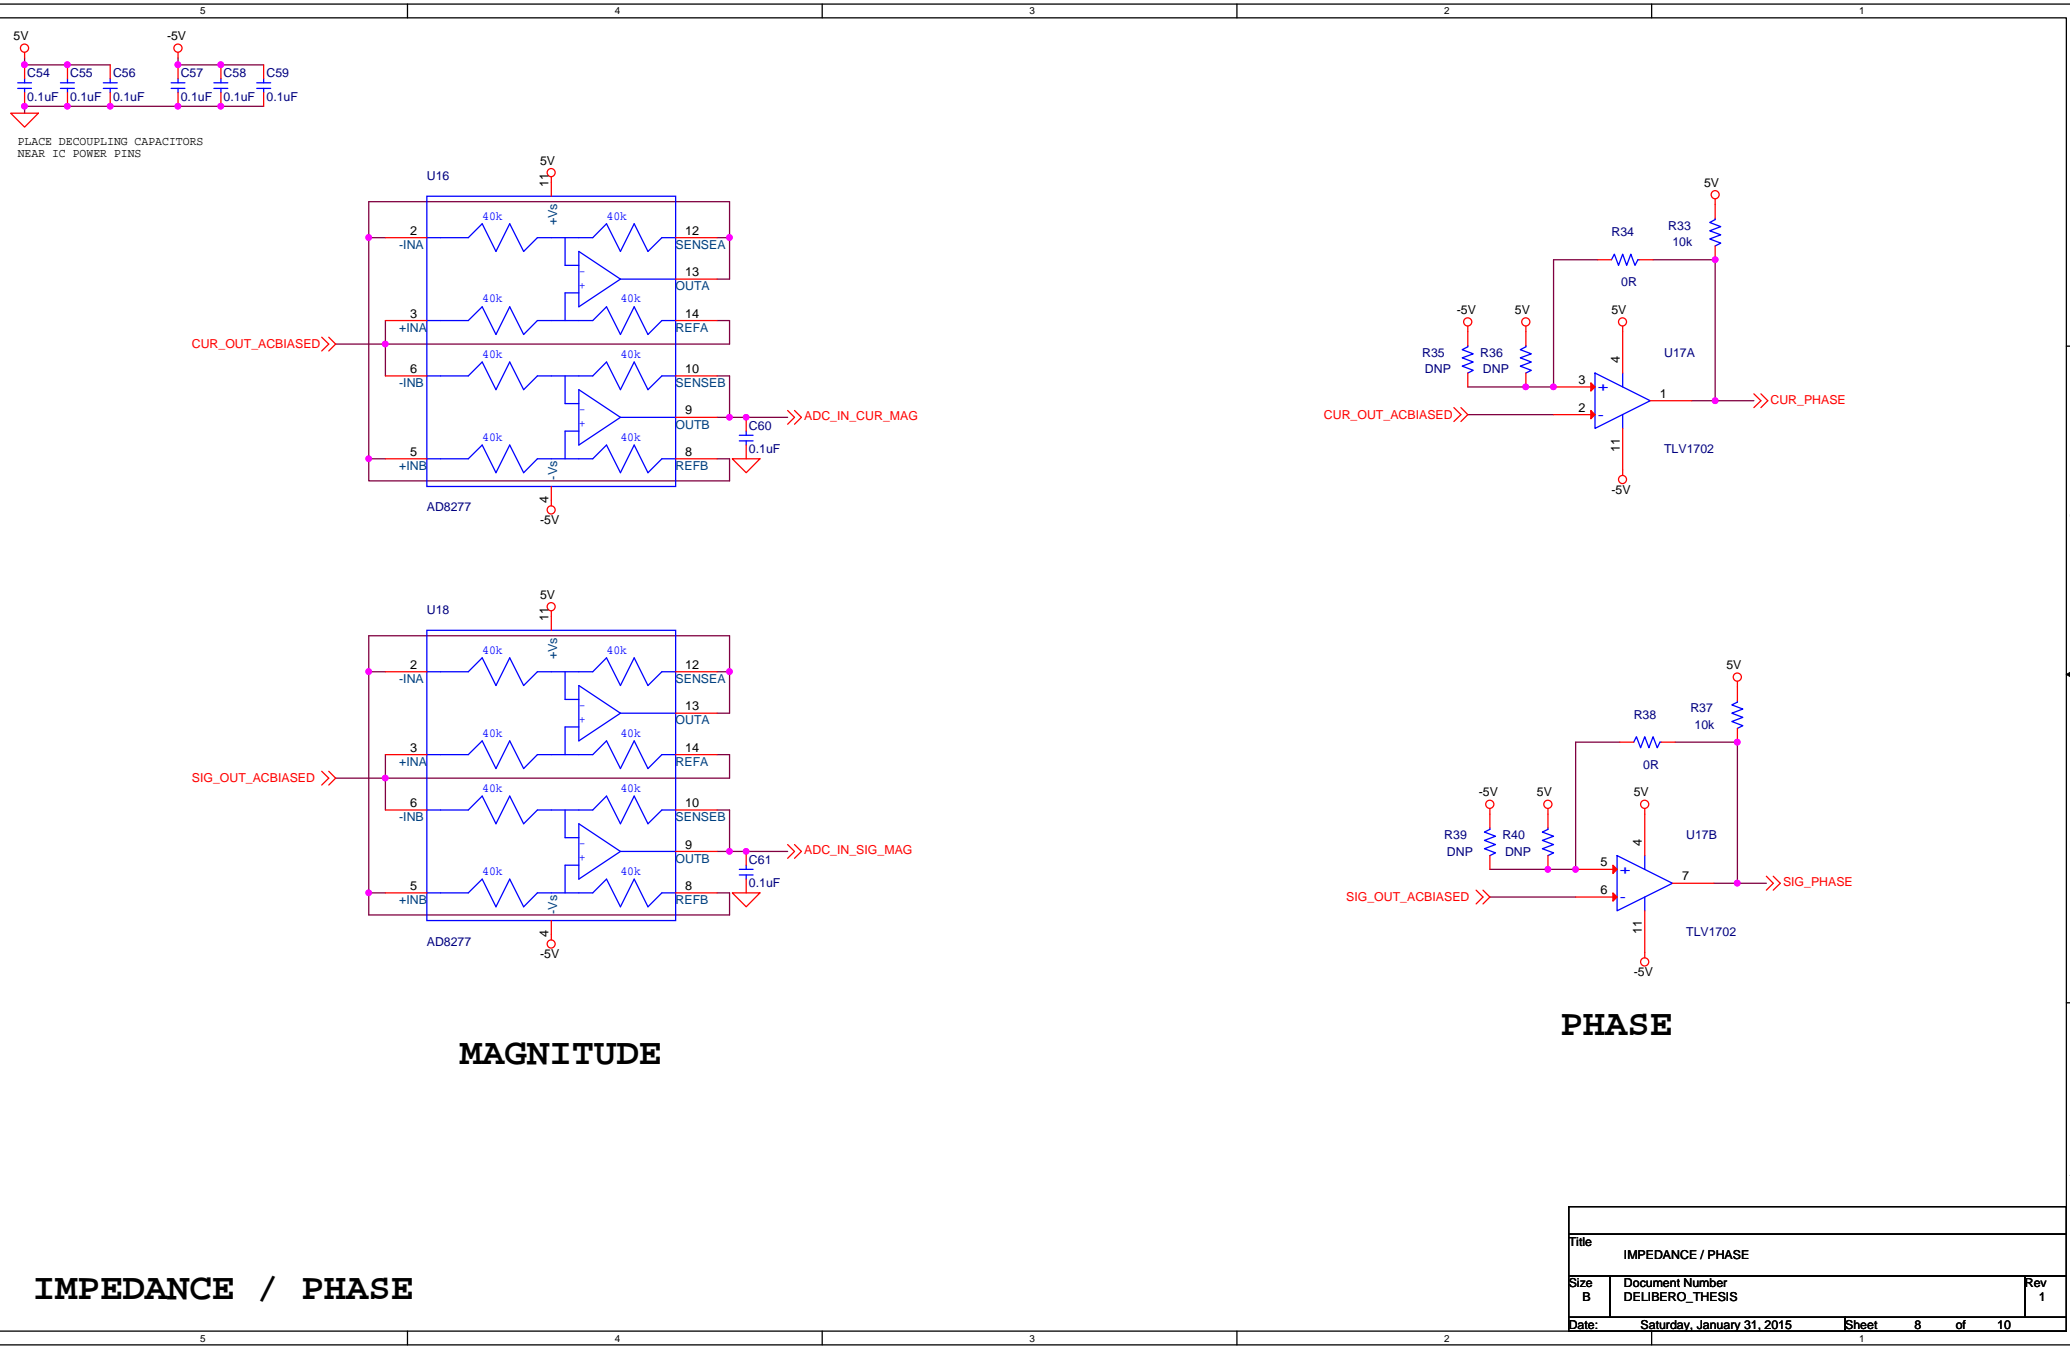 5 4 3 2 1
5V -5V
C54 C55 C56 C57 C58 C59
0.1uF 0.1uF 0.1uF 0.1uF 0.1uF 0.1uF
PLACE DECOUPLING CAPACITORS
NEAR IC POWER PINS
U16
5V
11
+Vs
40k 40k
2 12
-INA SENSEA
13
OUTA
40k 40k
3 14
+INA REFA
CUR_OUT_ACBIASED
40k 40k
6 10
-INB SENSEB
9
OUTB
ADC_IN_CUR_MAG
C60
0.1uF
40k 40k
5 8
+INB REFB
-Vs
4
-5V
AD8277
5V
R33
10k
R34
0R
-5V 5V 5V
R35 R36
DNP DNP
4
U17A
3
+
2
-
1
CUR_OUT_ACBIASED
CUR_PHASE
11
TLV1702
-5V
U18
5V
11
+Vs
40k 40k
2 12
-INA SENSEA
13
OUTA
40k 40k
3 14
+INA REFA
SIG_OUT_ACBIASED
40k 40k
6 10
-INB SENSEB
9
OUTB
ADC_IN_SIG_MAG
C61
0.1uF
40k 40k
5 8
+INB REFB
-Vs
4
-5V
AD8277
5V
R37
10k
R38
0R
-5V 5V 5V
R39 R40
DNP DNP
4
U17B
5
+
6
-
7
SIG_OUT_ACBIASED
SIG_PHASE
11
TLV1702
-5V
MAGNITUDE
PHASE
IMPEDANCE / PHASE
Title
IMPEDANCE / PHASE
Size Document Number Rev
B DELIBERO_THESIS 1
Date: Saturday, January 31, 2015 Sheet 8 of 10
5 4 3 2 1